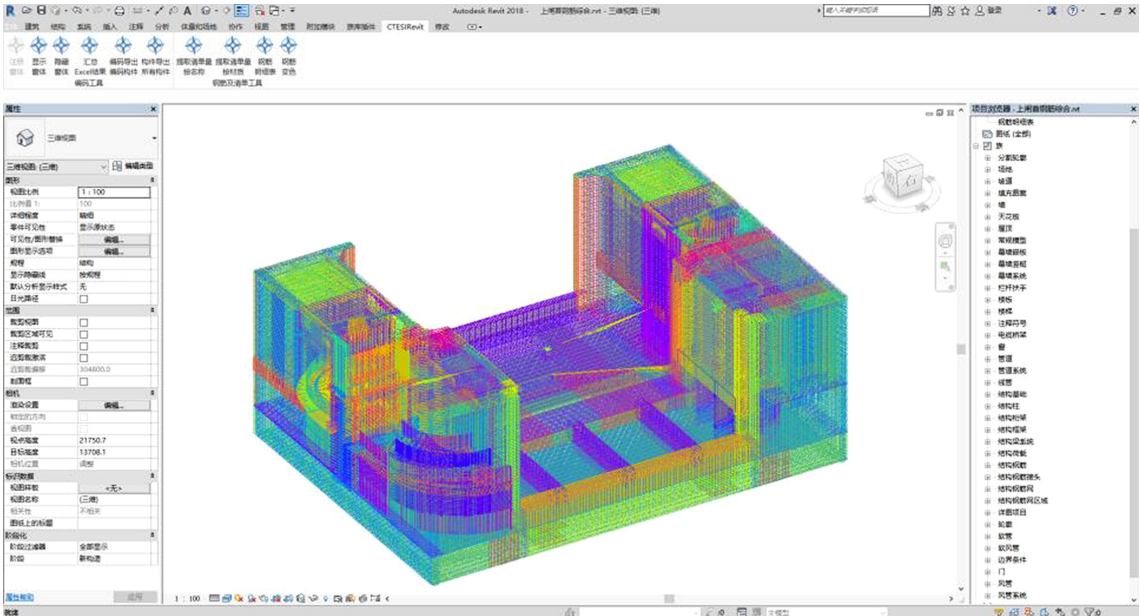 Autodesk Revit 2018 - 上闸首钢筋综合.rvt - 三维视图: {三维}
键入关键字或短语
登录
建筑 结构 系统 插入 注释 分析 体量和场地 协作 视图 管理 附加模块 族库插件 CTESIRevit 修改
注册 显示 隐藏 汇总 编码导出 构件导出 提取清单量 提取清单量 钢筋 钢筋
窗体 窗体 窗体 Excel结果 编码构件 所有构件 按名称 按材质 明细表 变色
编码工具 钢筋及清单工具
属性
三维视图
三维视图: {三维} 编辑类型
图形
视图比例 1 : 100
比例值 1: 100
详细程度 精细
零件可见性 显示原状态
可见性/图形替换 编辑...
图形显示选项 编辑...
规程 结构
显示隐藏线 按规程
默认分析显示样式 无
日光路径
范围
裁剪视图
裁剪区域可见
注释裁剪
远剪裁激活
远剪裁偏移 304800.0
剖面框
相机
渲染设置 编辑...
锁定的方向
透视图
视点高度 21750.7
目标高度 13708.1
相机位置 调整
标识数据
视图样板 <无>
视图名称 {三维}
相关性 不相关
图纸上的标题
阶段化
阶段过滤器 全部显示
阶段 新构造
属性帮助 应用
1 : 100
就绪
主模型
项目浏览器 - 上闸首钢筋综合.rvt
钢筋明细表
图纸 (全部)
族
分割轮廓
场地
坡道
填充图案
墙
天花板
屋顶
常规模型
幕墙嵌板
幕墙竖梃
幕墙系统
栏杆扶手
楼板
楼梯
注释符号
电缆桥架
窗
管道
管道系统
线管
结构基础
结构柱
结构桁架
结构框架
结构梁系统
结构荷载
结构钢筋
结构钢筋接头
结构钢筋网
结构钢筋网区域
详图项目
轮廓
软管
软风管
边界条件
门
风管
风管系统